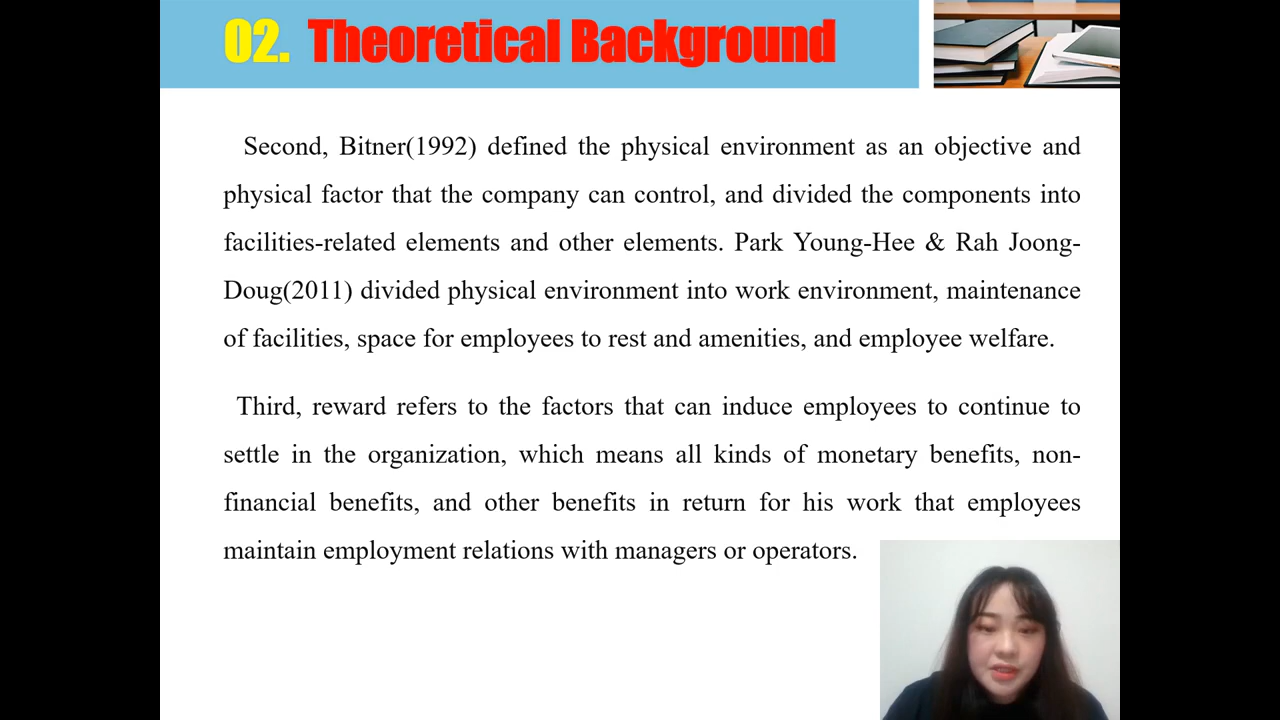 02. Theoretical Background
Second, Bitner(1992) defined the physical environment as an objective and
physical factor that the company can control, and divided the components into
facilities-related elements and other elements. Park Young-Hee & Rah Joong-
Doug(2011) divided physical environment into work environment, maintenance
of facilities, space for employees to rest and amenities, and employee welfare.
Third, reward refers to the factors that can induce employees to continue to
settle in the organization, which means all kinds of monetary benefits, non-
financial benefits, and other benefits in return for his work that employees
maintain employment relations with managers or operators.